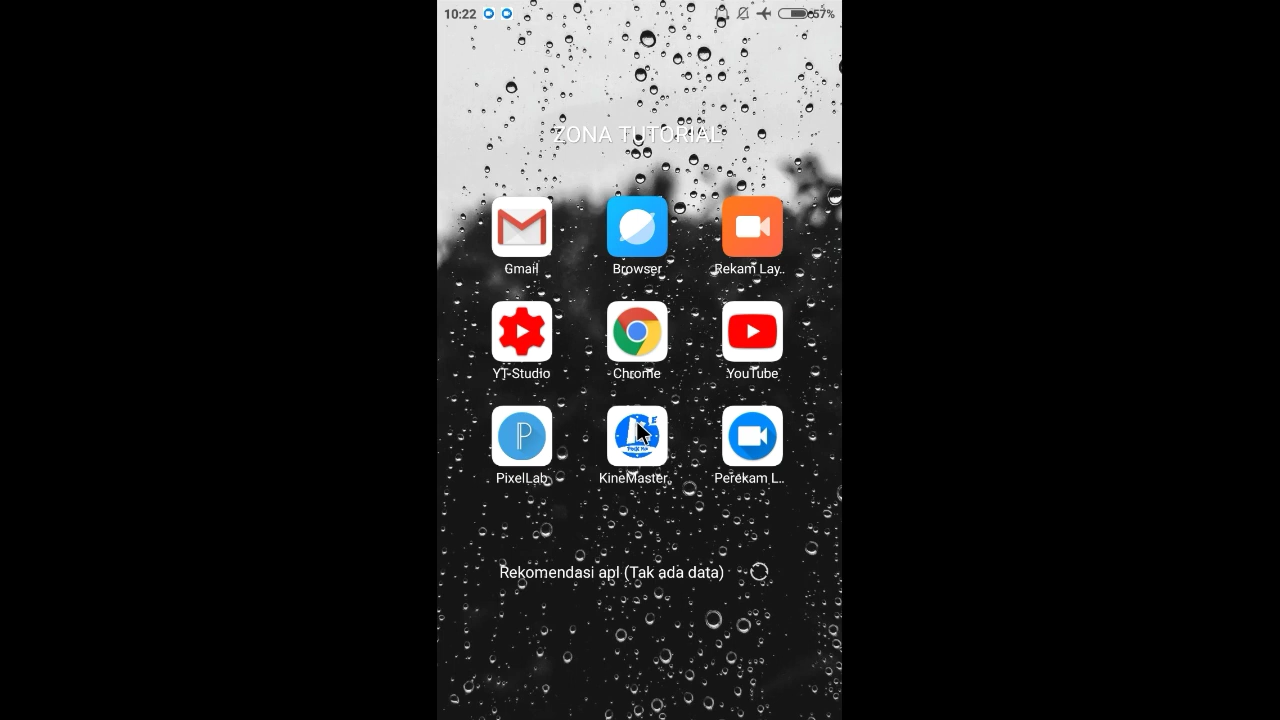 10:22 57%
ZONA TUTORIAL
Gmail Browser Rekam Lay..
YT-Studio Chrome YouTube
PixelLab KineMaster.. Perekam L..
Rekomendasi apl (Tak ada data)